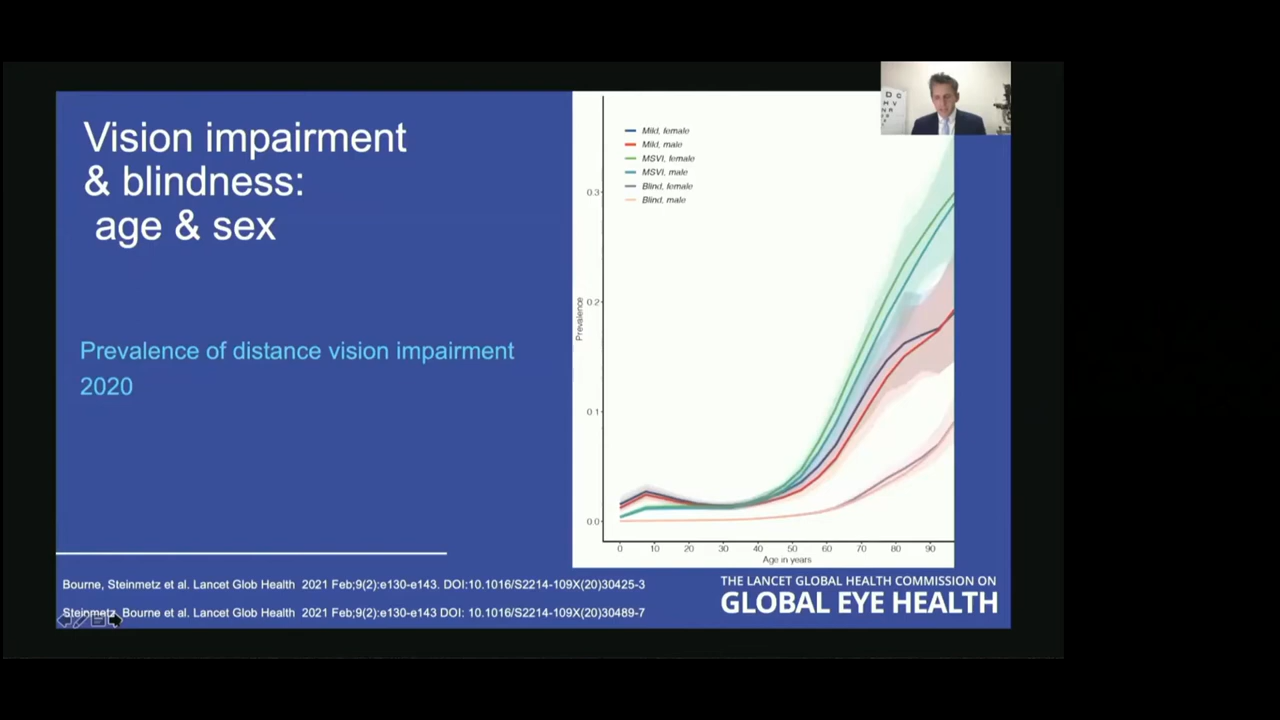 Vision impairment
& blindness:
age & sex
Prevalence of distance vision impairment
2020
Mild, female
Mild, male
MSVI, female
MSVI, male
Blind, female
Blind, male
Prevalence
0.3
0.2
0.1
0.0
0 10 20 30 40 50 60 70 80 90
Age in years
Bourne, Steinmetz et al. Lancet Glob Health 2021 Feb;9(2):e130-e143. DOI:10.1016/S2214-109X(20)30425-3
Steinmetz, Bourne et al. Lancet Glob Health 2021 Feb;9(2):e130-e143 DOI: 10.1016/S2214-109X(20)30489-7
THE LANCET GLOBAL HEALTH COMMISSION ON
GLOBAL EYE HEALTH